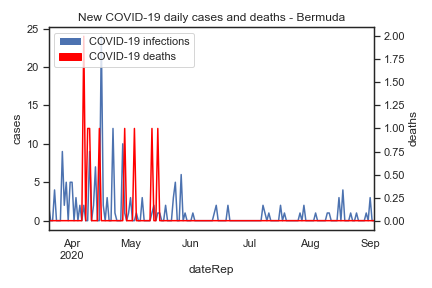 New COVID-19 daily cases and deaths - Bermuda
COVID-19 infections
COVID-19 deaths
cases
25
20
15
10
5
0
deaths
2.00
1.75
1.50
1.25
1.00
0.75
0.50
0.25
0.00
Apr May Jun Jul Aug Sep
2020
dateRep